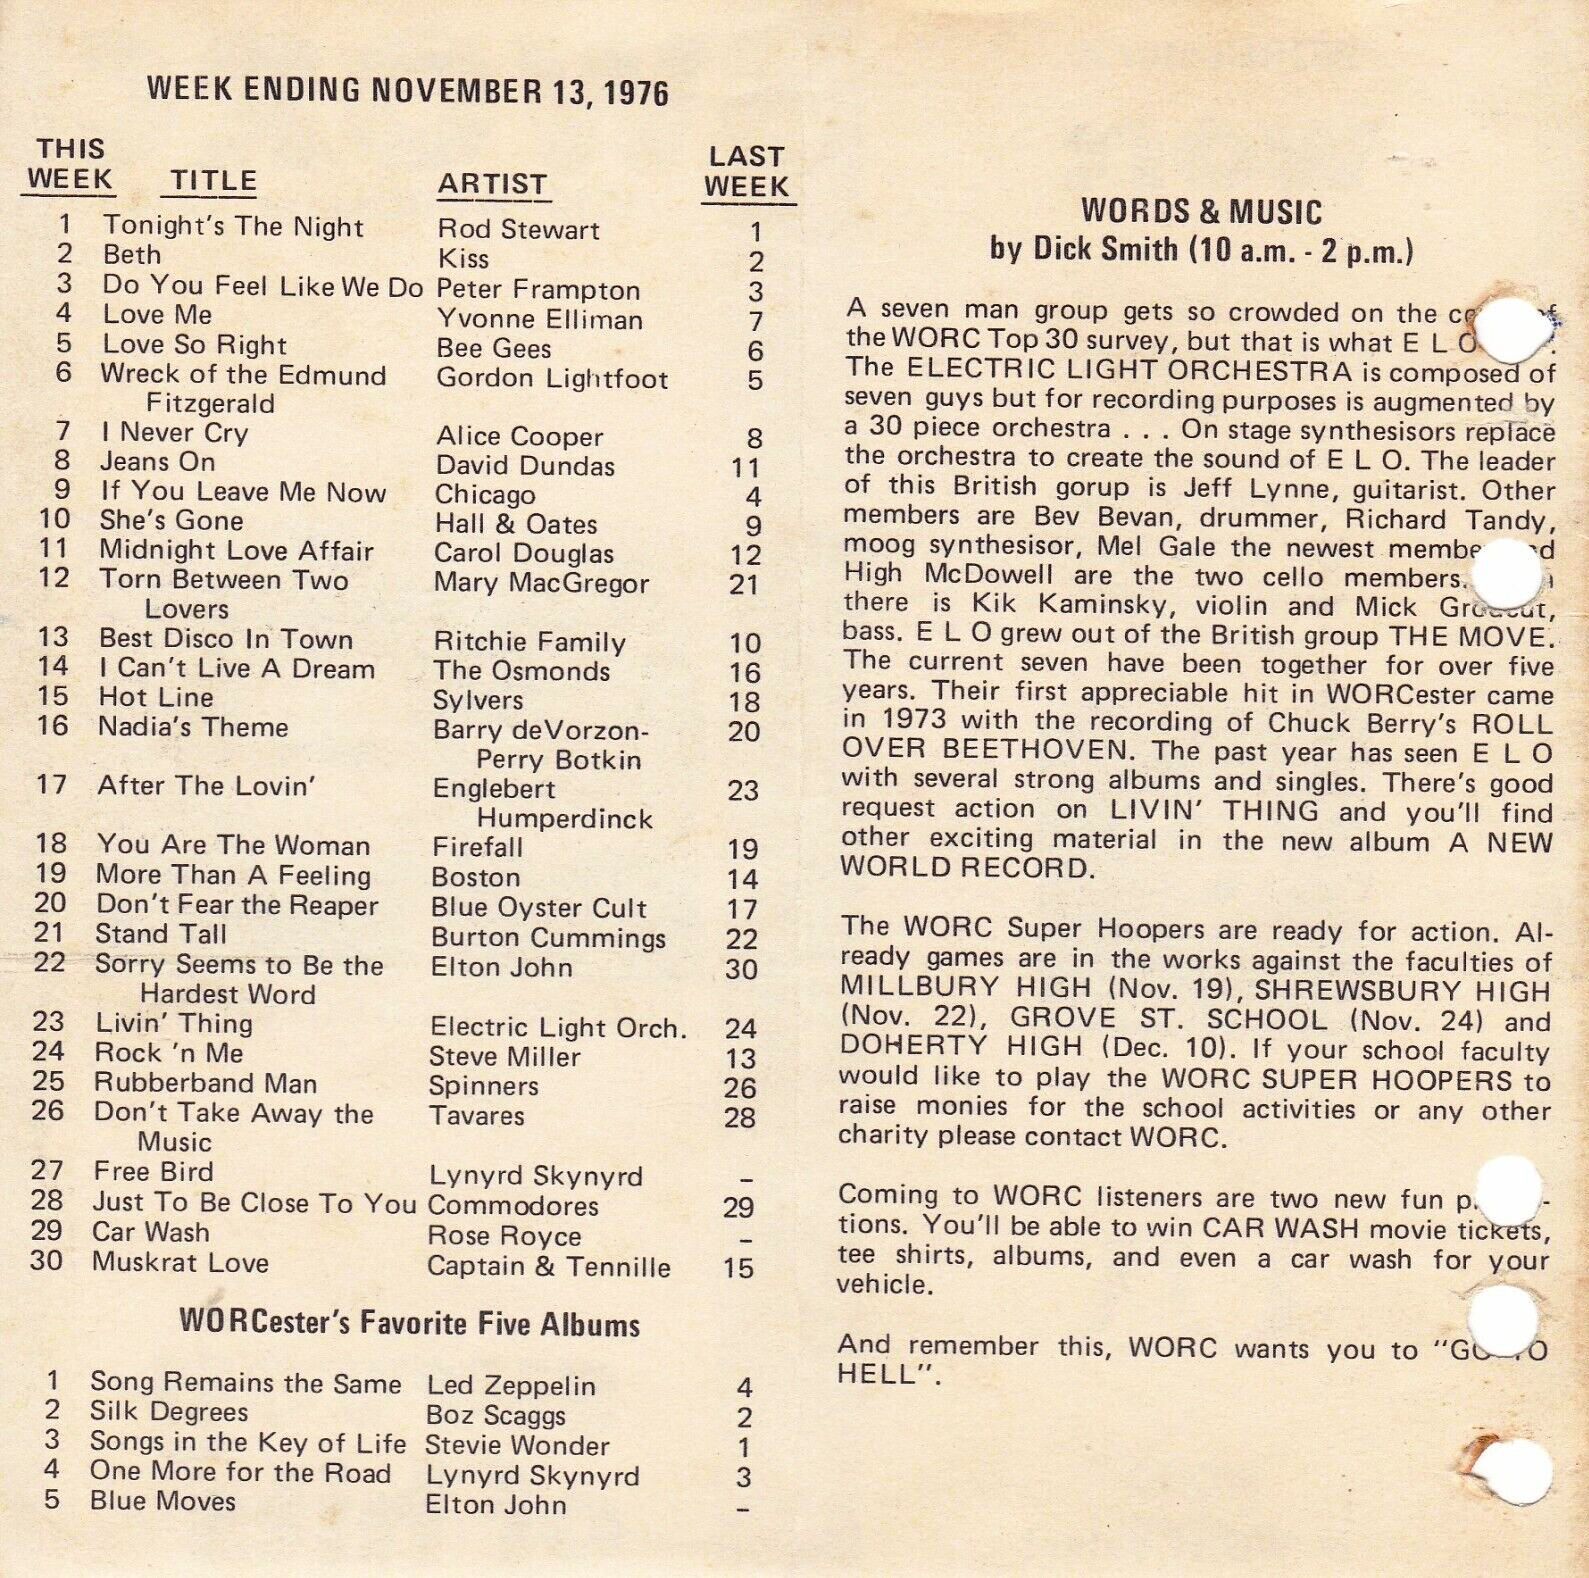 WEEK ENDING NOVEMBER 13, 1976
THIS WEEK TITLE ARTIST LAST WEEK
1 Tonight's The Night Rod Stewart 1
2 Beth Kiss 2
3 Do You Feel Like We Do Peter Frampton 3
4 Love Me Yvonne Elliman 7
5 Love So Right Bee Gees 6
6 Wreck of the Edmund Gordon Lightfoot 5
Fitzgerald
7 I Never Cry Alice Cooper 8
8 Jeans On David Dundas 11
9 If You Leave Me Now Chicago 4
10 She's Gone Hall & Oates 9
11 Midnight Love Affair Carol Douglas 12
12 Torn Between Two Mary MacGregor 21
Lovers
13 Best Disco In Town Ritchie Family 10
14 I Can't Live A Dream The Osmonds 16
15 Hot Line Sylvers 18
16 Nadia's Theme Barry deVorzon- 20
Perry Botkin
17 After The Lovin' Englebert 23
Humperdinck
18 You Are The Woman Firefall 19
19 More Than A Feeling Boston 14
20 Don't Fear the Reaper Blue Oyster Cult 17
21 Stand Tall Burton Cummings 22
22 Sorry Seems to Be the Elton John 30
Hardest Word
23 Livin' Thing Electric Light Orch. 24
24 Rock 'n Me Steve Miller 13
25 Rubberband Man Spinners 26
26 Don't Take Away the Tavares 28
Music
27 Free Bird Lynyrd Skynyrd –
28 Just To Be Close To You Commodores 29
29 Car Wash Rose Royce –
30 Muskrat Love Captain & Tennille 15
WORCester's Favorite Five Albums
1 Song Remains the Same Led Zeppelin 4
2 Silk Degrees Boz Scaggs 2
3 Songs in the Key of Life Stevie Wonder 1
4 One More for the Road Lynyrd Skynyrd 3
5 Blue Moves Elton John –
WORDS & MUSIC
by Dick Smith (10 a.m. - 2 p.m.)
A seven man group gets so crowded on the of
the WORC Top 30 survey, but that is what E L O
The ELECTRIC LIGHT ORCHESTRA is composed of
seven guys but for recording purposes is augmented by
a 30 piece orchestra . . . On stage synthesisors replace
the orchestra to create the sound of E L O. The leader
of this British gorup is Jeff Lynne, guitarist. Other
members are Bev Bevan, drummer, Richard Tandy,
moog synthesisor, Mel Gale the newest
High McDowell are the two cello members.
there is Kik Kaminsky, violin and Mick
bass. E L O grew out of the British group THE MOVE.
The current seven have been together for over five
years. Their first appreciable hit in WORCester came
in 1973 with the recording of Chuck Berry's ROLL
OVER BEETHOVEN. The past year has seen E L O
with several strong albums and singles. There's good
request action on LIVIN' THING and you'll find
other exciting material in the new album A NEW
WORLD RECORD.
The WORC Super Hoopers are ready for action. Al-
ready games are in the works against the faculties of
MILLBURY HIGH (Nov. 19), SHREWSBURY HIGH
(Nov. 22), GROVE ST. SCHOOL (Nov. 24) and
DOHERTY HIGH (Dec. 10). If your school faculty
would like to play the WORC SUPER HOOPERS to
raise monies for the school activities or any other
charity please contact WORC.
Coming to WORC listeners are two new fun
tions. You'll be able to win CAR WASH movie tickets,
tee shirts, albums, and even a car wash for your
vehicle.
And remember this, WORC wants you to "GO TO
HELL".